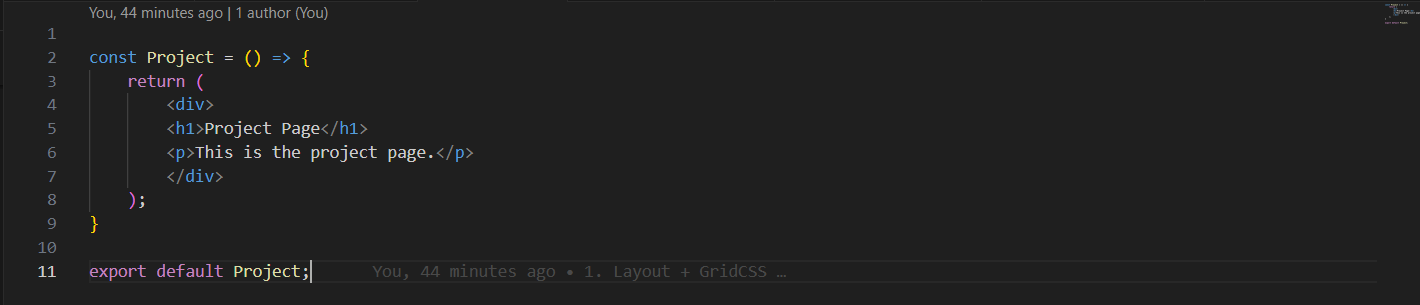 You, 44 minutes ago | 1 author (You)
1
2 const Project = () => {
3 return (
4 <div>
5 <h1>Project Page</h1>
6 <p>This is the project page.</p>
7 </div>
8 );
9 }
10
11 export default Project; You, 44 minutes ago • 1. Layout + GridCSS …